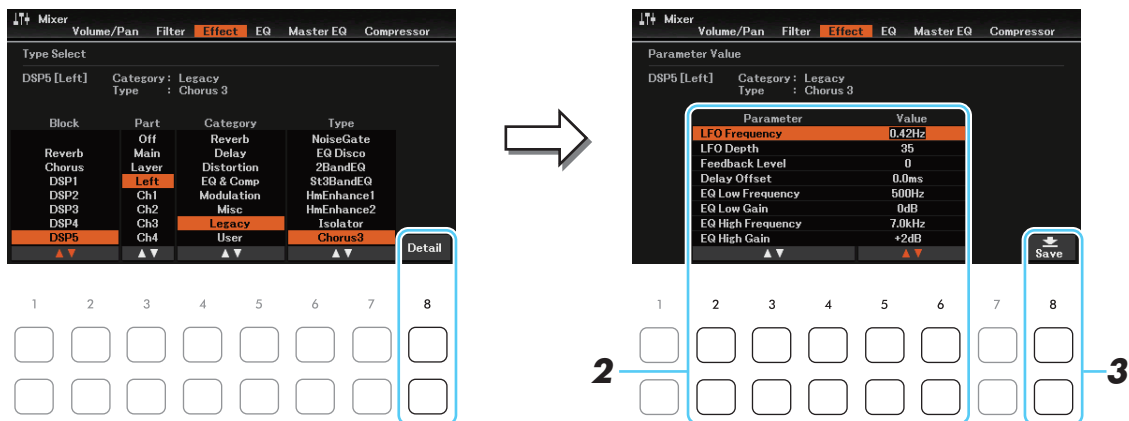 Mixer
Volume/Pan Filter Effect EQ Master EQ Compressor
Type Select
DSP5 [Left] Category : Legacy
Type : Chorus 3
Block Part Category Type
Off Reverb NoiseGate
Reverb Main Delay EQ Disco
Chorus Layer Distortion 2BandEQ
DSP1 Left EQ & Comp St3BandEQ
DSP2 Ch1 Modulation HmEnhance1
DSP3 Ch2 Misc HmEnhance2
DSP4 Ch3 Legacy Isolator
DSP5 Ch4 User Chorus3
Detail
1 2 3 4 5 6 7 8
Mixer
Volume/Pan Filter Effect EQ Master EQ Compressor
Parameter Value
DSP5 [Left] Category : Legacy
Type : Chorus 3
Parameter Value
LFO Frequency 0.42Hz
LFO Depth 35
Feedback Level 0
Delay Offset 0.0ms
EQ Low Frequency 500Hz
EQ Low Gain 0dB
EQ High Frequency 7.0kHz
EQ High Gain +2dB
Save
1 2 3 4 5 6 7 8
2
3